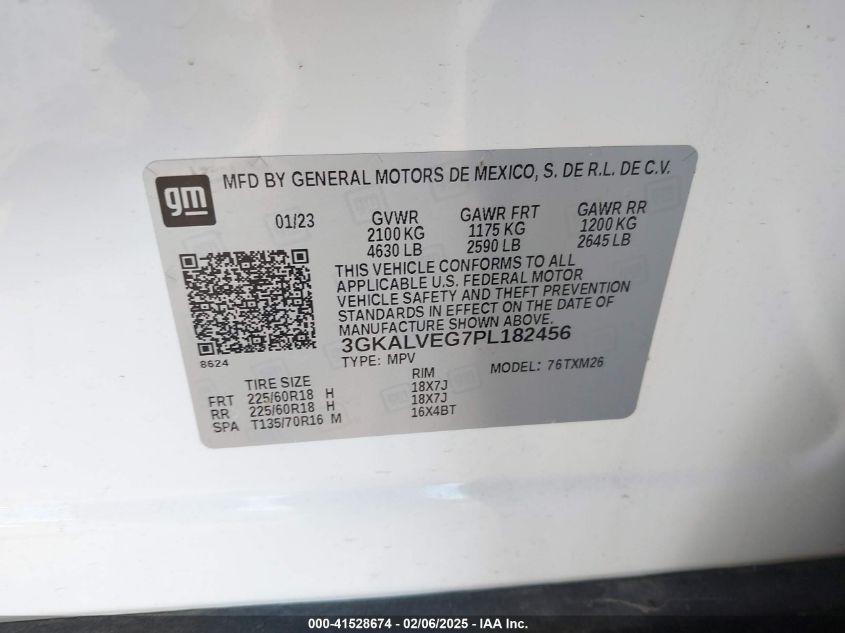 gm
MFD BY GENERAL MOTORS DE MEXICO, S. DE R.L. DE C.V.
01/23 GVWR GAWR FRT GAWR RR
2100 KG 1175 KG 1200 KG
4630 LB 2590 LB 2645 LB
THIS VEHICLE CONFORMS TO ALL
APPLICABLE U.S. FEDERAL MOTOR
VEHICLE SAFETY AND THEFT PREVENTION
STANDARDS IN EFFECT ON THE DATE OF
MANUFACTURE SHOWN ABOVE.
3GKALVEG7PL182456
8624
TYPE: MPV MODEL: 76TXM26
TIRE SIZE RIM
FRT 225/60R18 H 18X7J
RR 225/60R18 H 18X7J
SPA T135/70R16 M 16X4BT
000-41528674 - 02/06/2025 - IAA Inc.